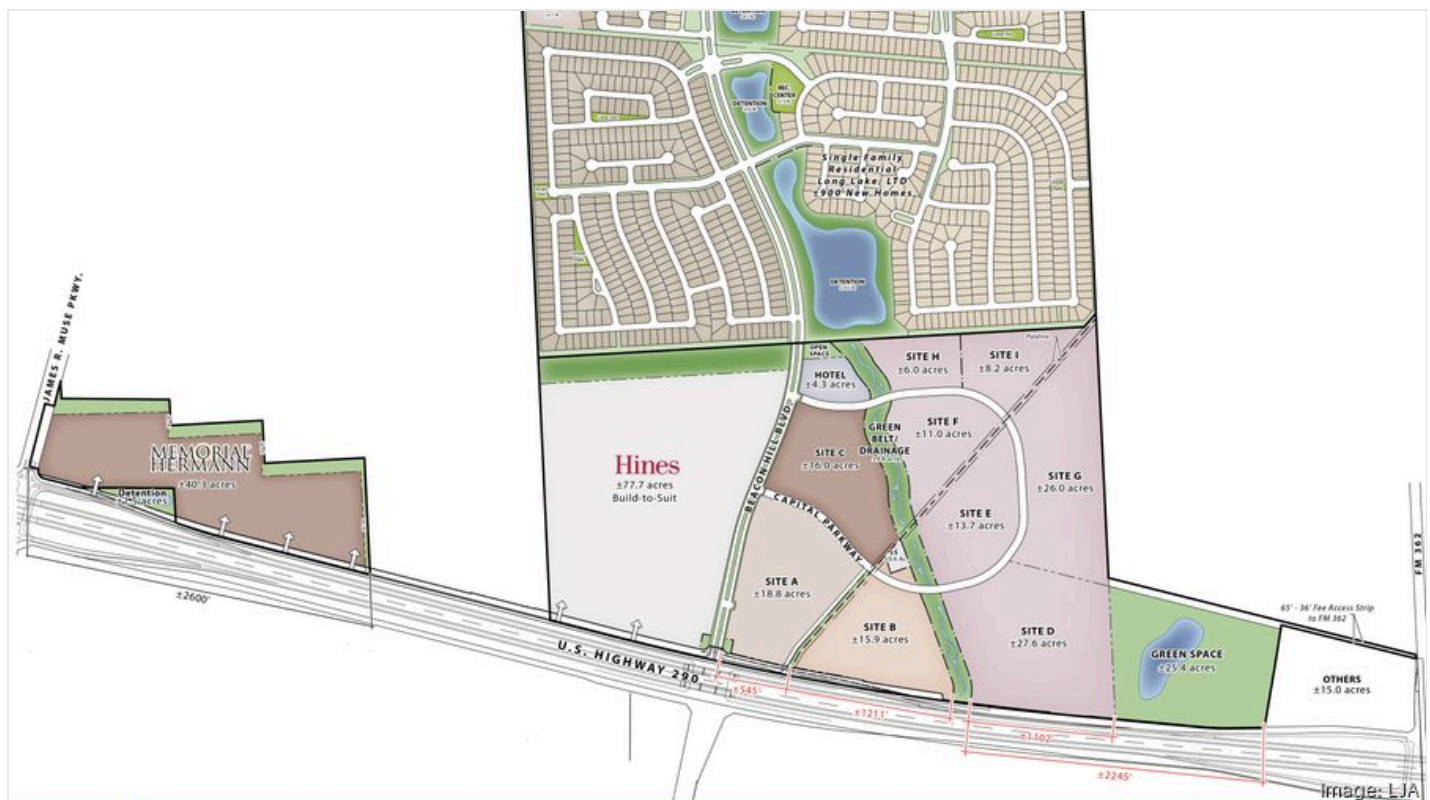 DETENTION
REC
CENTER
DETENTION
Single Family
Residential
Long Lake, LTD
±900 New Homes
DETENTION
JAMES R. MUSE PKWY.
OPEN
SPACE
HOTEL
±4.3 acres
SITE H
±6.0 acres
SITE I
±8.2 acres
Pipeline
MEMORIAL
HERMANN
±40.3 acres
Detention
Hines
±77.7 acres
Build-to-Suit
BEACON HILL BLVD
SITE C
±16.0 acres
GREEN
BELT/
DRAINAGE
SITE F
±11.0 acres
SITE G
±26.0 acres
CAPITAL PARKWAY
SITE E
±13.7 acres
LS
SITE A
±18.8 acres
SITE B
±15.9 acres
SITE D
±27.6 acres
GREEN SPACE
±25.4 acres
65' - 36' Fee Access Strip
to FM 362
FM 362
OTHERS
±15.0 acres
U.S. HIGHWAY 290
±2600'
±545'
±1211'
±1102'
±2245'
Image: LJA